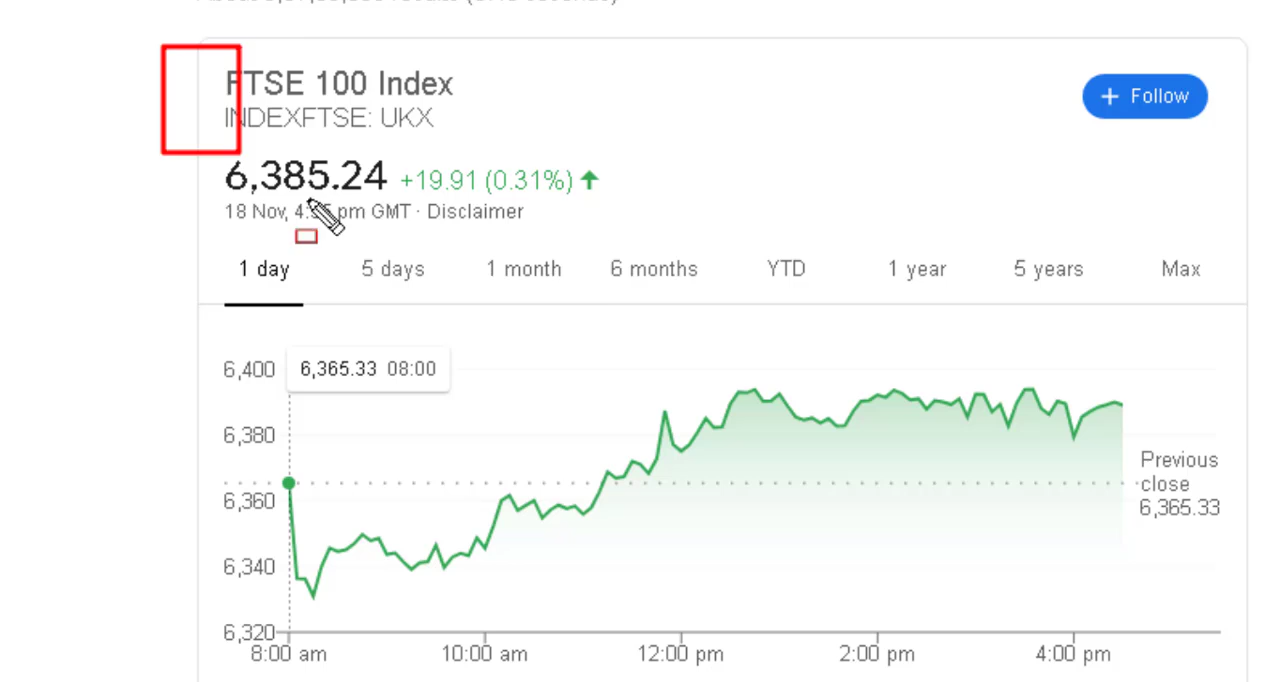 FTSE 100 Index
INDEXFTSE: UKX
+ Follow
6,385.24 +19.91 (0.31%)
18 Nov, pm GMT · Disclaimer
1 day 5 days 1 month 6 months YTD 1 year 5 years Max
6,400
6,365.33 08:00
6,380
6,360
6,340
6,320
Previous
close
6,365.33
8:00 am 10:00 am 12:00 pm 2:00 pm 4:00 pm